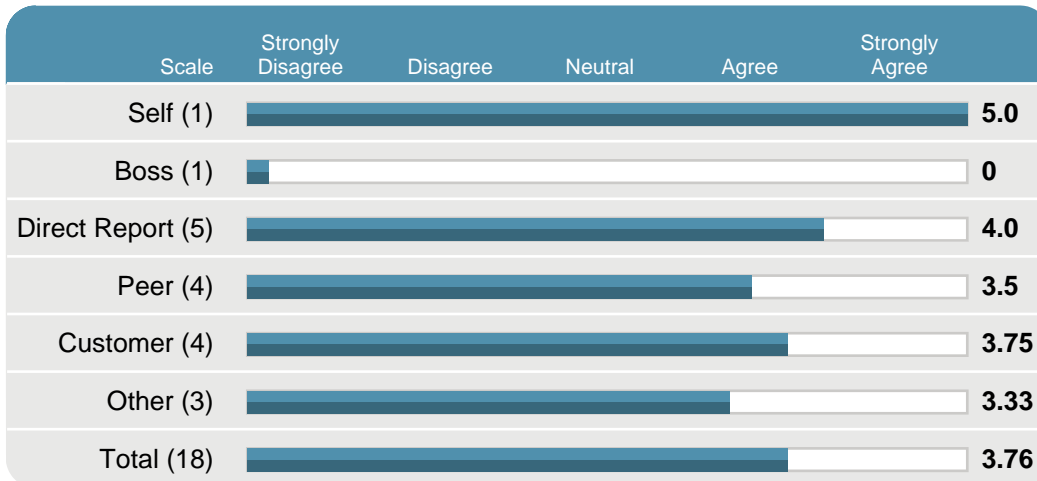 Scale Strongly Disagree Disagree Neutral Agree Strongly Agree
Self (1) 5.0
Boss (1) 0
Direct Report (5) 4.0
Peer (4) 3.5
Customer (4) 3.75
Other (3) 3.33
Total (18) 3.76